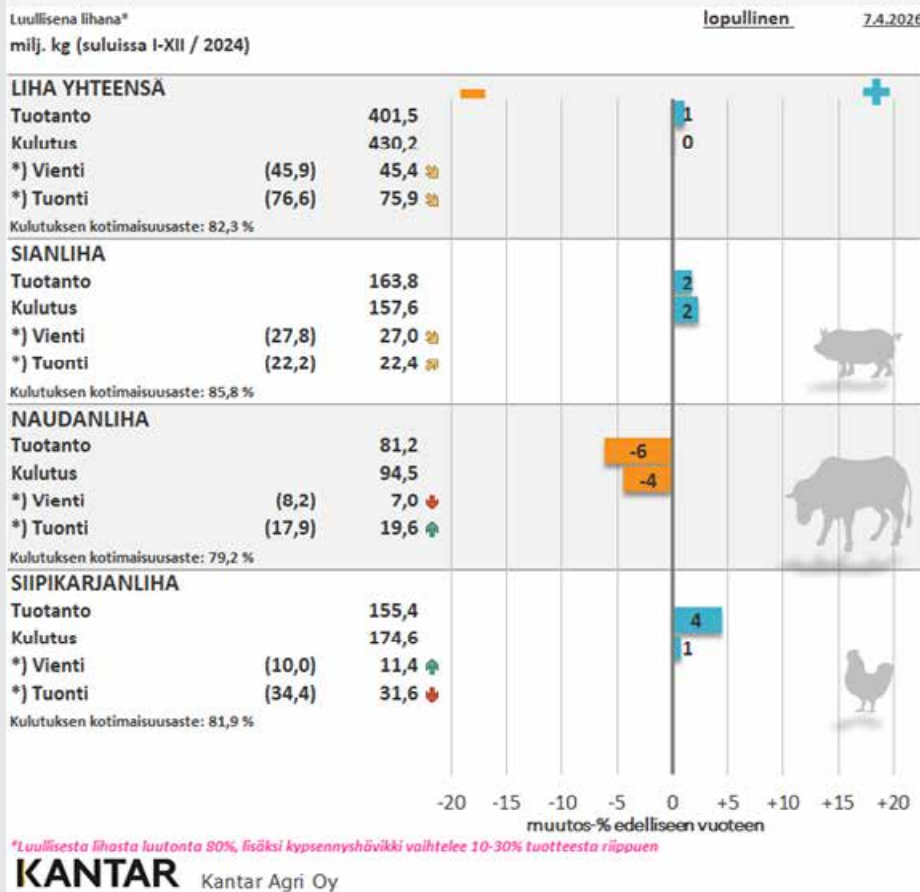 Luullisena lihana*
lopullinen 7.4.2026
milj. kg (suluissa I-XII / 2024)
LIHA YHTEENSÄ
Tuotanto 401,5 1
Kulutus 430,2 0
*) Vienti (45,9) 45,4
*) Tuonti (76,6) 75,9
Kulutuksen kotimaisuusaste: 82,3 %
SIANLIHA
Tuotanto 163,8 2
Kulutus 157,6 2
*) Vienti (27,8) 27,0
*) Tuonti (22,2) 22,4
Kulutuksen kotimaisuusaste: 85,8 %
NAUDANLIHA
Tuotanto 81,2 -6
Kulutus 94,5 -4
*) Vienti (8,2) 7,0
*) Tuonti (17,9) 19,6
Kulutuksen kotimaisuusaste: 79,2 %
SIIPIKARJANLIHA
Tuotanto 155,4 4
Kulutus 174,6 1
*) Vienti (10,0) 11,4
*) Tuonti (34,4) 31,6
Kulutuksen kotimaisuusaste: 81,9 %
-20 -15 -10 -5 0 +5 +10 +15 +20
muutos-% edelliseen vuoteen
*Luullisesta lihasta luutonta 80%, lisäksi kypsennyshävikki vaihtelee 10-30% tuotteesta riippuen
KANTAR Kantar Agri Oy